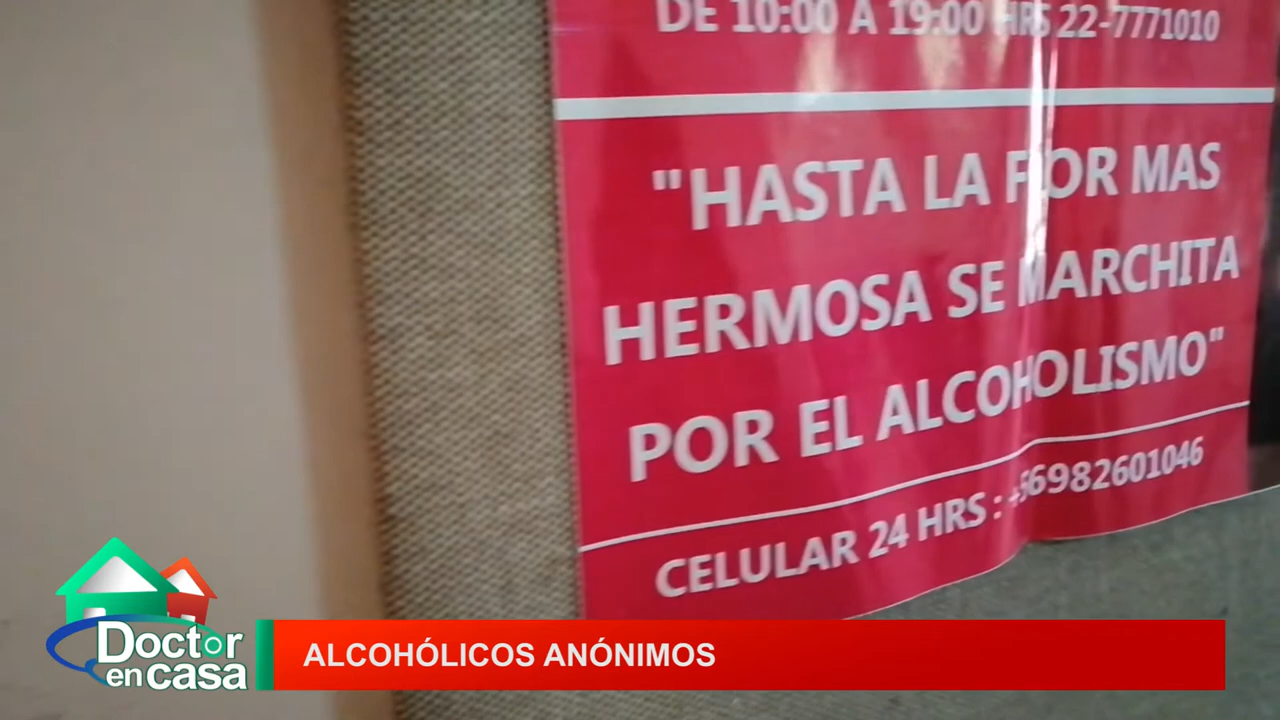 DE 10:00 A 19:00 HRS 22-7771010
"HASTA LA FLOR MAS
HERMOSA SE MARCHITA
POR EL ALCOHOLISMO"
CELULAR 24 HRS : +56982601046
Doctor
en casa
ALCOHÓLICOS ANÓNIMOS